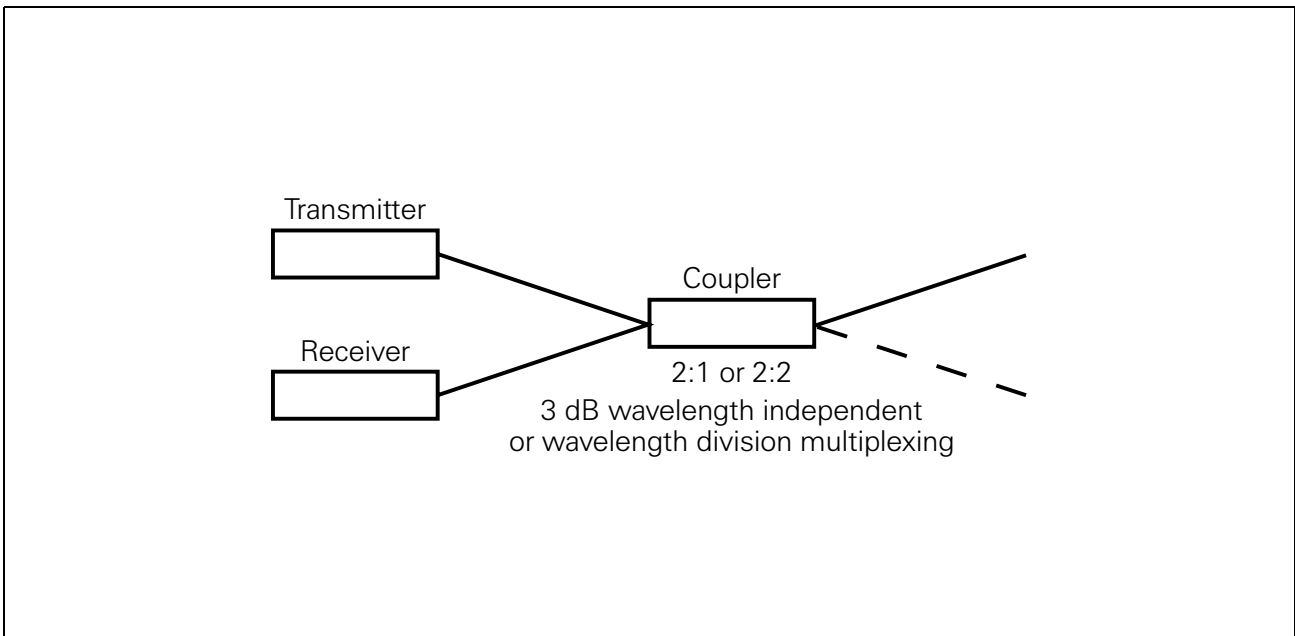 Transmitter
Coupler
Receiver
2:1 or 2:2
3 dB wavelength independent
or wavelength division multiplexing